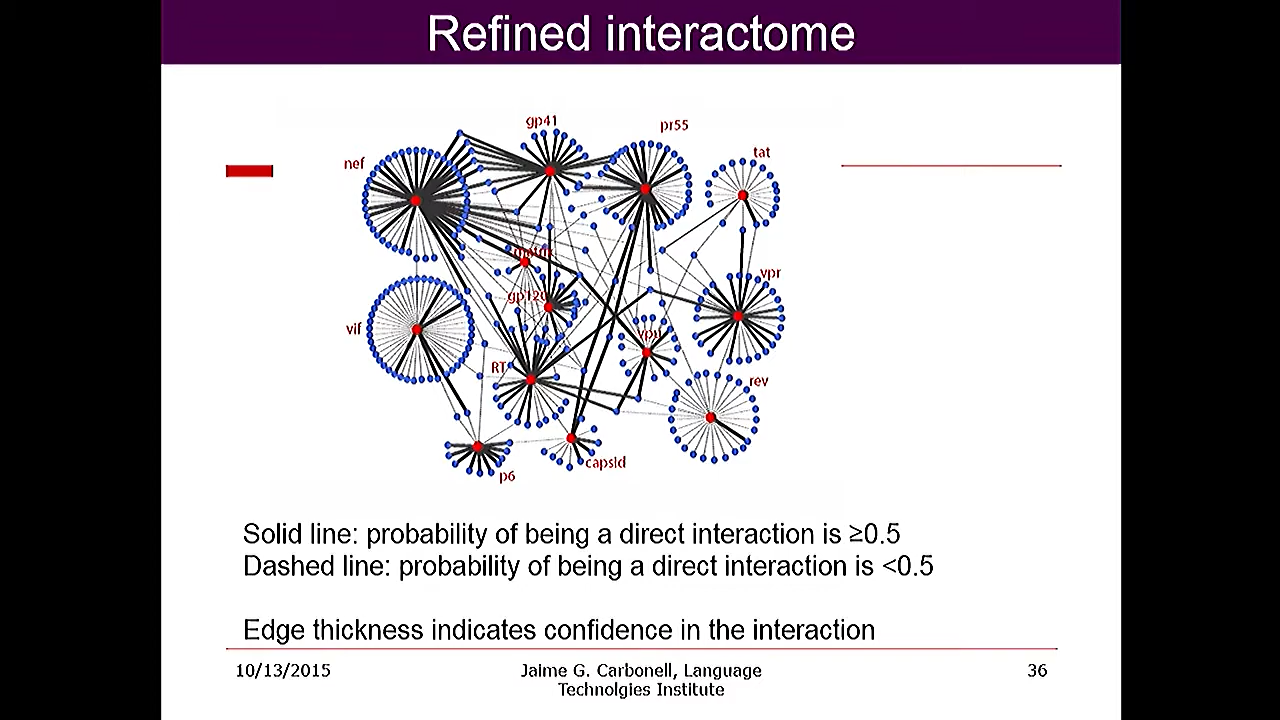 Refined interactome
gp41
pr55
tat
nef
matrix
vpr
gp120
vif
vpu
RT
rev
capsid
p6
Solid line: probability of being a direct interaction is ≥0.5
Dashed line: probability of being a direct interaction is <0.5
Edge thickness indicates confidence in the interaction
10/13/2015
Jaime G. Carbonell, Language
Technolgies Institute
36